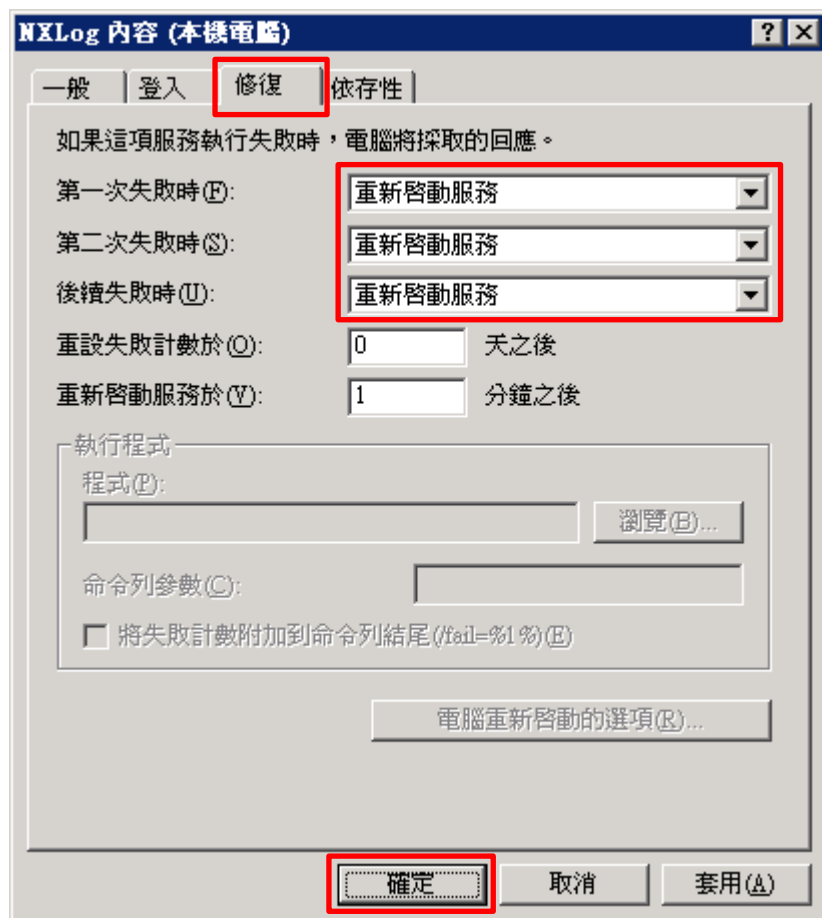 NXLog 內容 (本機電腦)
一般 登入 修復 依存性
如果這項服務執行失敗時，電腦將採取的回應。
第一次失敗時(F): 重新啓動服務
第二次失敗時(S): 重新啓動服務
後續失敗時(U): 重新啓動服務
重設失敗計數於(O): 0 天之後
重新啓動服務於(V): 1 分鐘之後
執行程式
程式(P):
瀏覽(B)...
命令列參數(C):
將失敗計數附加到命令列結尾(/fail=%1%)(E)
電腦重新啓動的選項(R)...
確定 取消 套用(A)